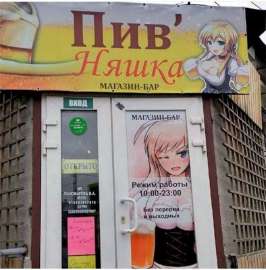 Пив'
Няшка
МАГАЗИН-БАР
ВХОД
МАГАЗИН-БАР
ОТКРЫТО
Режим работы
10:00-23:00
Без перерыва
и выходных